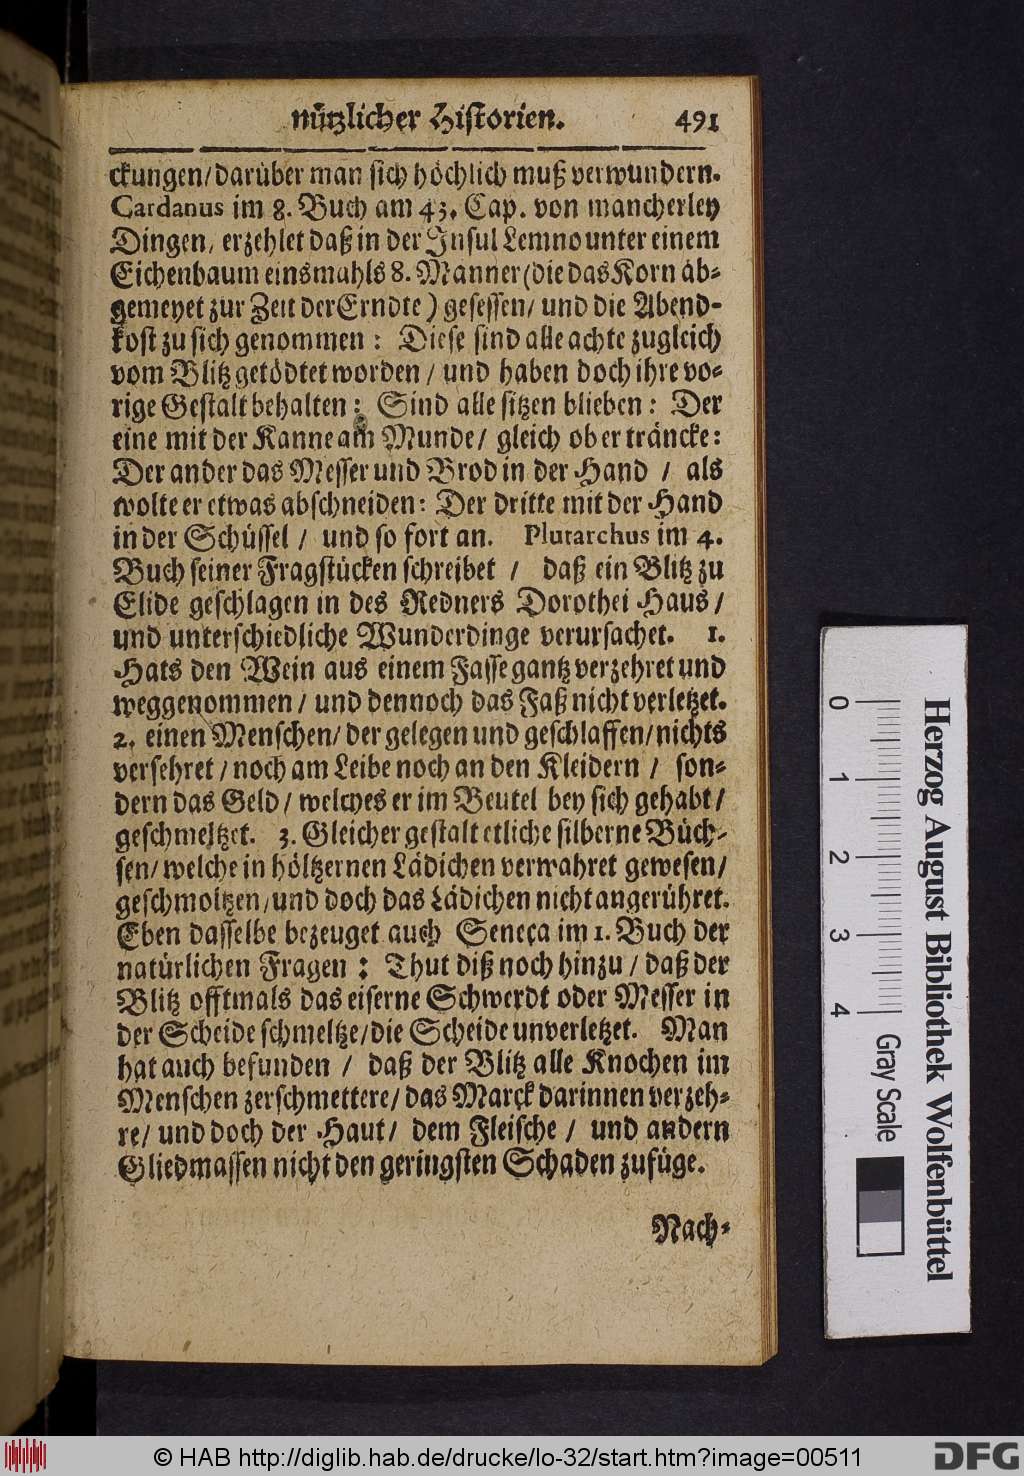 nützlicher Historien. 491
ckungen/darüber man sich höchlich muß verwundern.
Cardanus im 8. Buch am 43. Cap. von mancherley
Dingen, erzehlet daß in der Insul Lemno unter einem
Eichenbaum einsmahls 8. Männer (die das Korn ab-
gemeyet zur Zeit der Erndte) gesessen/ und die Abend-
kost zu sich genommen: Diese sind alle achte zugleich
vom Blitz getödtet worden / und haben doch ihre vo-
rige Gestalt behalten: Sind alle sitzen blieben: Der
eine mit der Kanne am Munde/ gleich ob er träncke:
Der ander das Messer und Brod in der Hand / als
wolte er etwas abschneiden: Der dritte mit der Hand
in der Schüssel / und so fort an. Plutarchus im 4.
Buch seiner Fragstücken schreibet / daß ein Blitz zu
Elide geschlagen in des Redners Dorothei Haus /
und unterschiedliche Wunderdinge verursachet. 1.
Hats den Wein aus einem Fasse gantz verzehret und
weggenommen / und dennoch das Faß nicht verletzet.
2. einen Menschen/ der gelegen und geschlaffen/nichts
versehret / noch am Leibe noch an den Kleidern / son-
dern das Geld / welches er im Beutel bey sich gehabt /
geschmeltzet. 3. Gleicher gestalt etliche silberne Büch-
sen/ welche in höltzernen Lädichen verwahret gewesen/
geschmoltzen, und doch das Lädichen nicht angerühret.
Eben dasselbe bezeuget auch Seneca im 1. Buch der
natürlichen Fragen: Thut diß noch hinzu / daß der
Blitz offtmals das eiserne Schwerdt oder Messer in
der Scheide schmeltze/die Scheide unverletzet. Man
hat auch befunden / daß der Blitz alle Knochen im
Menschen zerschmettere/ das Marck darinnen verzeh-
re/ und doch der Haut/ dem Fleische / und andern
Gliedmassen nicht den geringsten Schaden zufüge.
Nach-
Herzog August Bibliothek Wolfenbüttel
0 1 2 3 4 Gray Scale
© HAB http://diglib.hab.de/drucke/lo-32/start.htm?image=00511
DFG